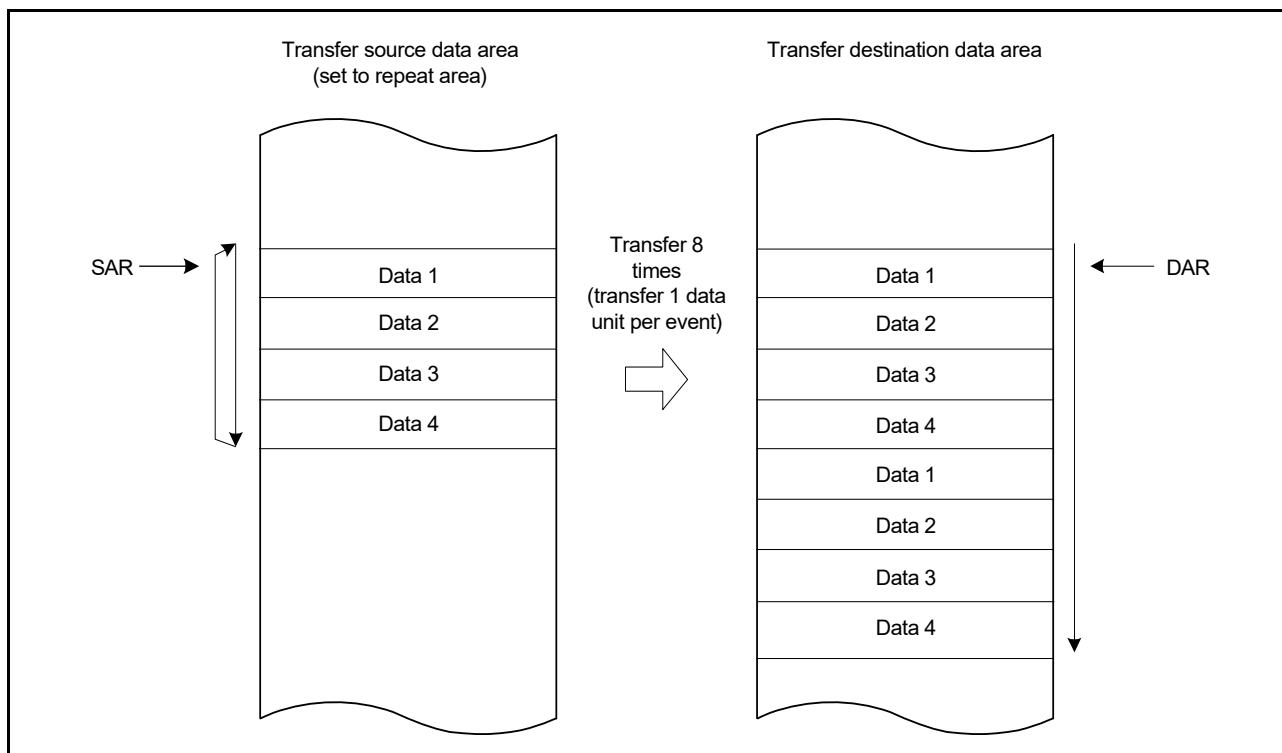 Transfer source data area
(set to repeat area)
Transfer destination data area
SAR
Data 1
Data 2
Data 3
Data 4
Transfer 8
times
(transfer 1 data
unit per event)
Data 1
Data 2
Data 3
Data 4
Data 1
Data 2
Data 3
Data 4
DAR